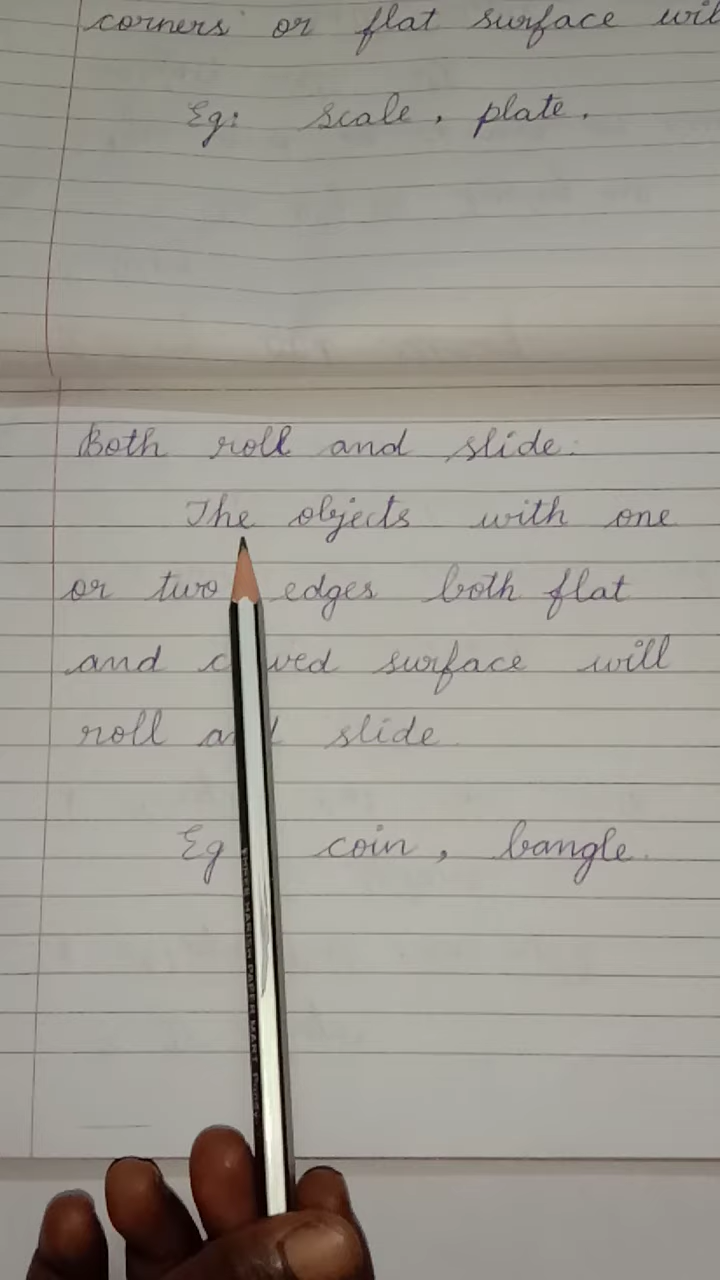 corners or flat surface will
Eg: scale, plate.
Both roll and slide:
The objects with one
or two edges both flat
and surface will
roll slide
Eg coin, bangle.